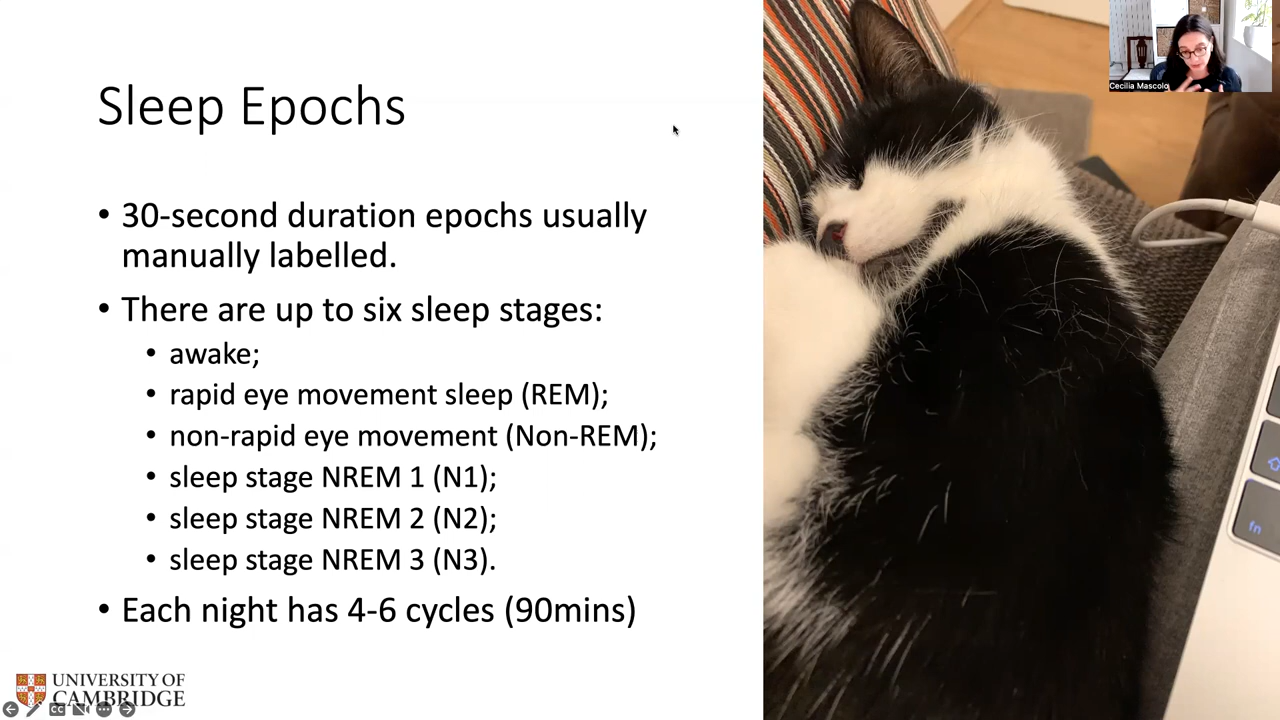 Sleep Epochs
• 30-second duration epochs usually
manually labelled.
• There are up to six sleep stages:
• awake;
• rapid eye movement sleep (REM);
• non-rapid eye movement (Non-REM);
• sleep stage NREM 1 (N1);
• sleep stage NREM 2 (N2);
• sleep stage NREM 3 (N3).
• Each night has 4-6 cycles (90mins)
UNIVERSITY OF
CAMBRIDGE
CC
Cecilia Mascolo
fn